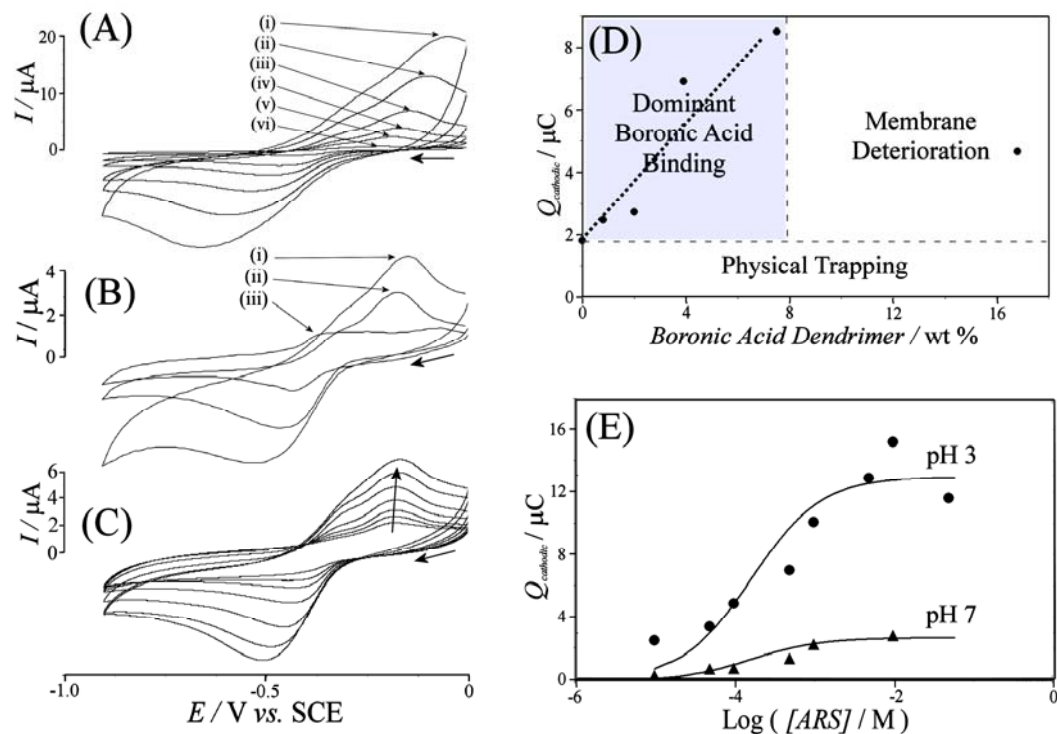 (A)
(i)
(ii)
(iii)
(iv)
(v)
(vi)
20
10
0
I / μA
(B)
(i)
(ii)
(iii)
4
2
0
I / μA
(C)
6
4
2
0
I / μA
-1.0
-0.5
0
E / V vs. SCE
(D)
8
6
4
2
0
Q cathodic / μC
Dominant
Boronic Acid
Binding
Membrane
Deterioration
Physical Trapping
0
4
8
12
16
Boronic Acid Dendrimer / wt %
(E)
16
12
8
4
0
Q cathodic / μC
pH 3
pH 7
-6
-4
-2
0
Log ( [ARS] / M )